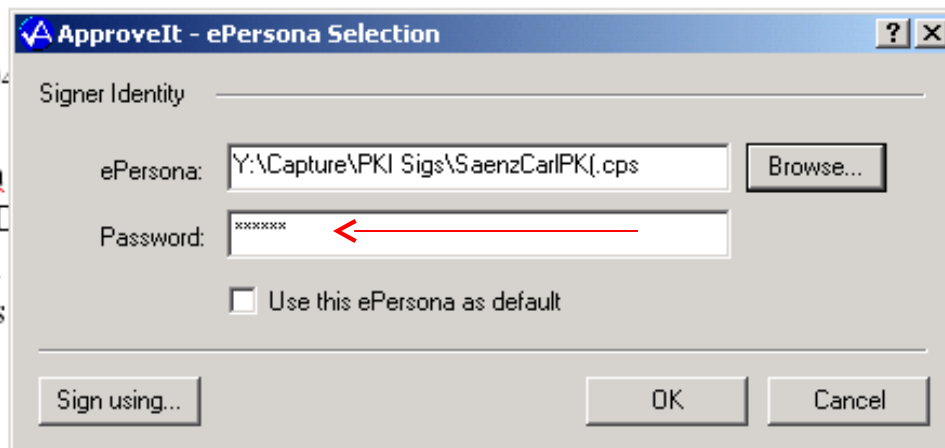 ApproveIt - ePersona Selection
Signer Identity
ePersona: Y:\Capture\PKI Sigs\SaenzCarlPK(.cps Browse...
Password: ******
Use this ePersona as default
Sign using... OK Cancel